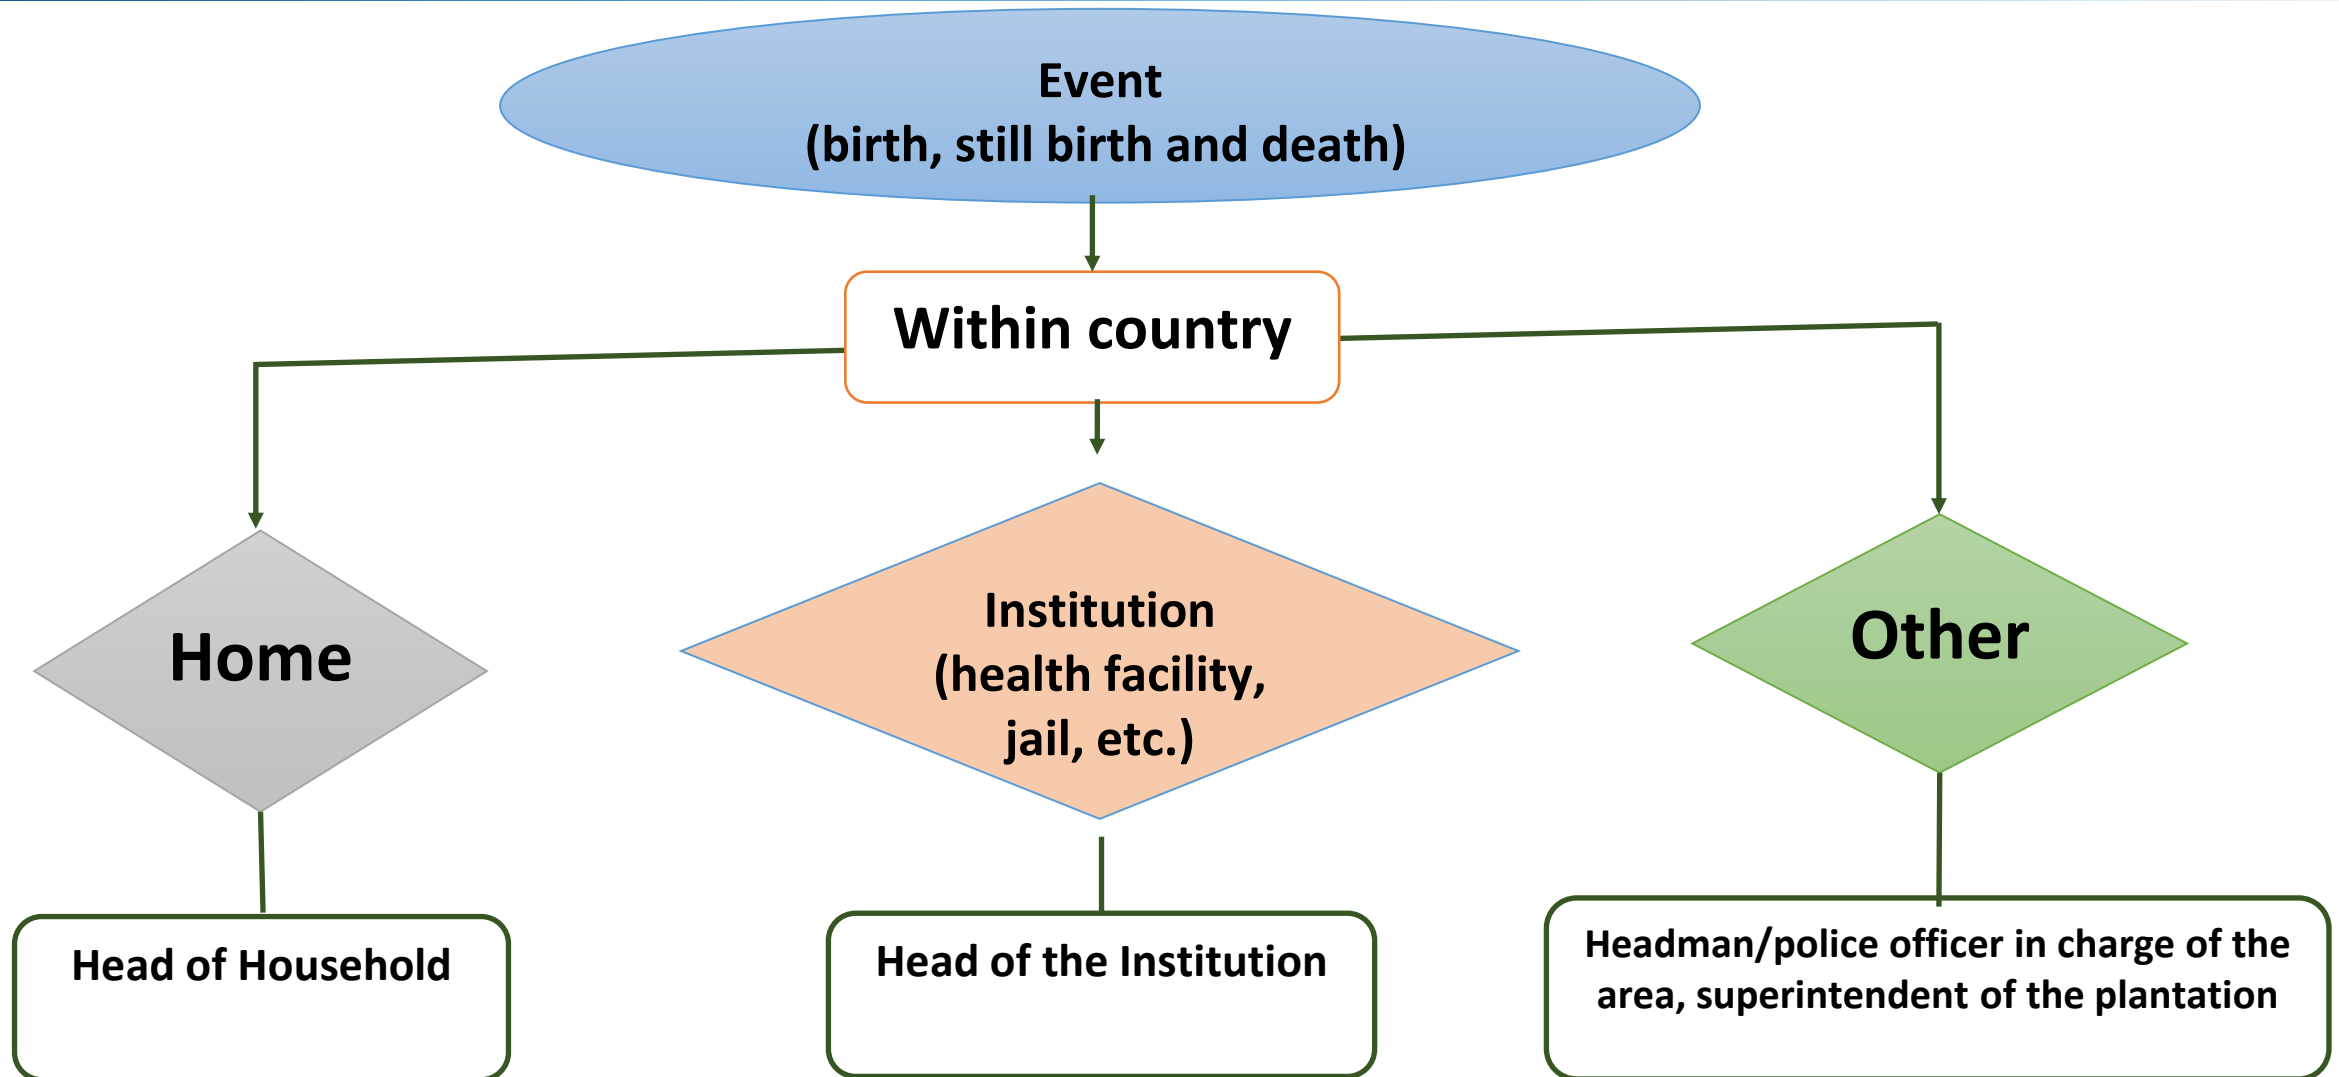 Event
(birth, still birth and death)
Within country
Home
Institution
(health facility,
jail, etc.)
Other
Head of Household
Head of the Institution
Headman/police officer in charge of the
area, superintendent of the plantation